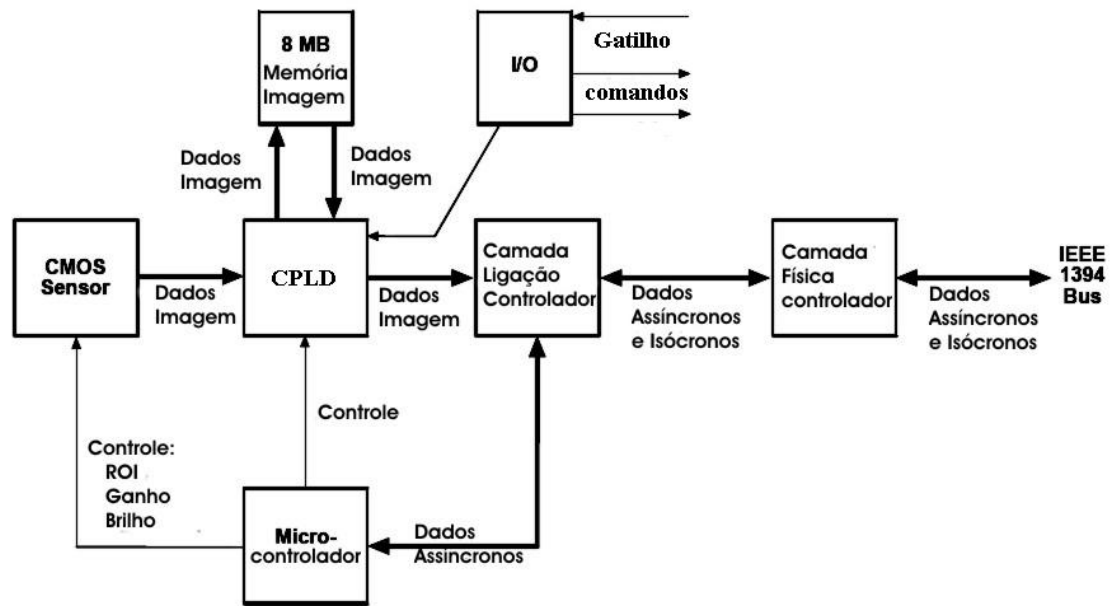 8 MB
Memória
Imagem
I/O
Gatilho
comandos
Dados
Imagem
Dados
Imagem
CMOS
Sensor
Dados
Imagem
CPLD
Dados
Imagem
Camada
Ligação
Controlador
Dados
Assíncronos
e Isócronos
Camada
Física
controlador
Dados
Assíncronos
e Isócronos
IEEE
1394
Bus
Controle:
ROI
Ganho
Brilho
Controle
Micro-
controlador
Dados
Assincronos